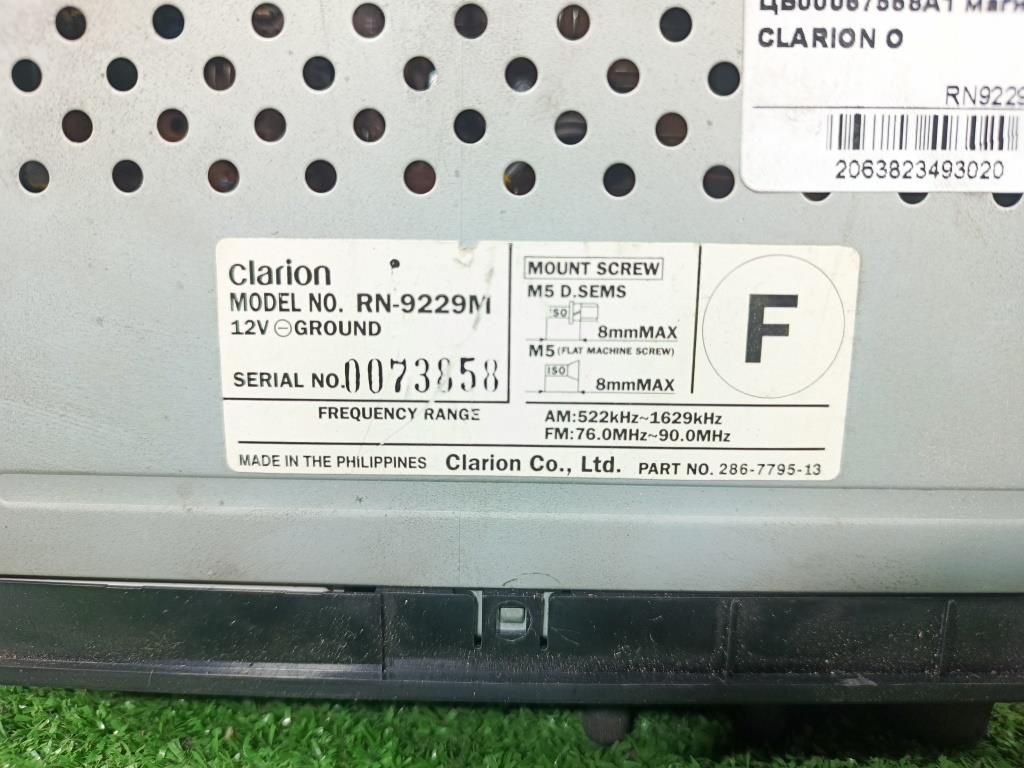 CLARION O
RN9229
2063823493020
clarion
MODEL NO. RN-9229M
12V ⊖ GROUND
SERIAL NO. 0073858
FREQUENCY RANGE
MOUNT SCREW
M5 D.SEMS
ISO
8mmMAX
M5 (FLAT MACHINE SCREW)
ISO
8mmMAX
F
AM:522kHz~1629kHz
FM:76.0MHz~90.0MHz
MADE IN THE PHILIPPINES Clarion Co., Ltd. PART NO. 286-7795-13